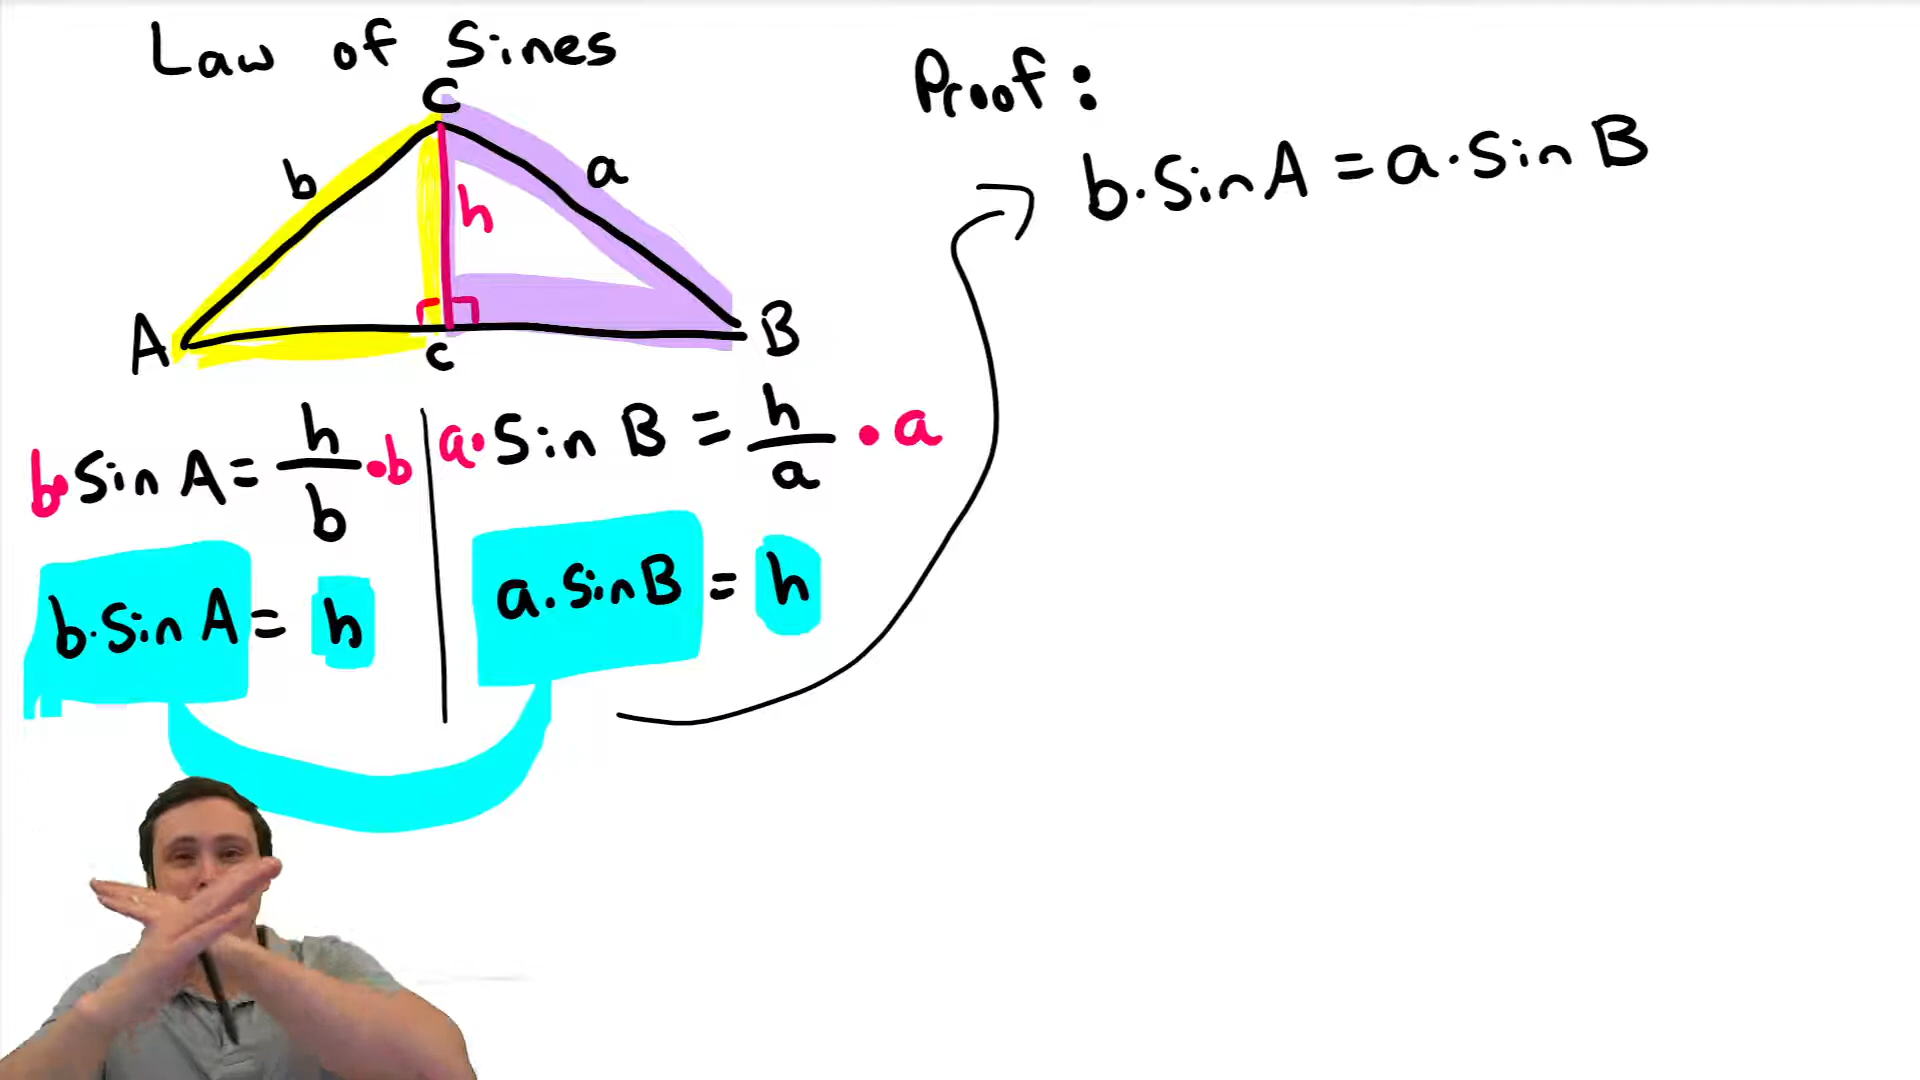 Law of Sines
C
b
a
h
A
B
c
b· Sin A = h/b ·b
a· Sin B = h/a · a
b·Sin A = h
a·Sin B = h
Proof:
b·Sin A = a·Sin B